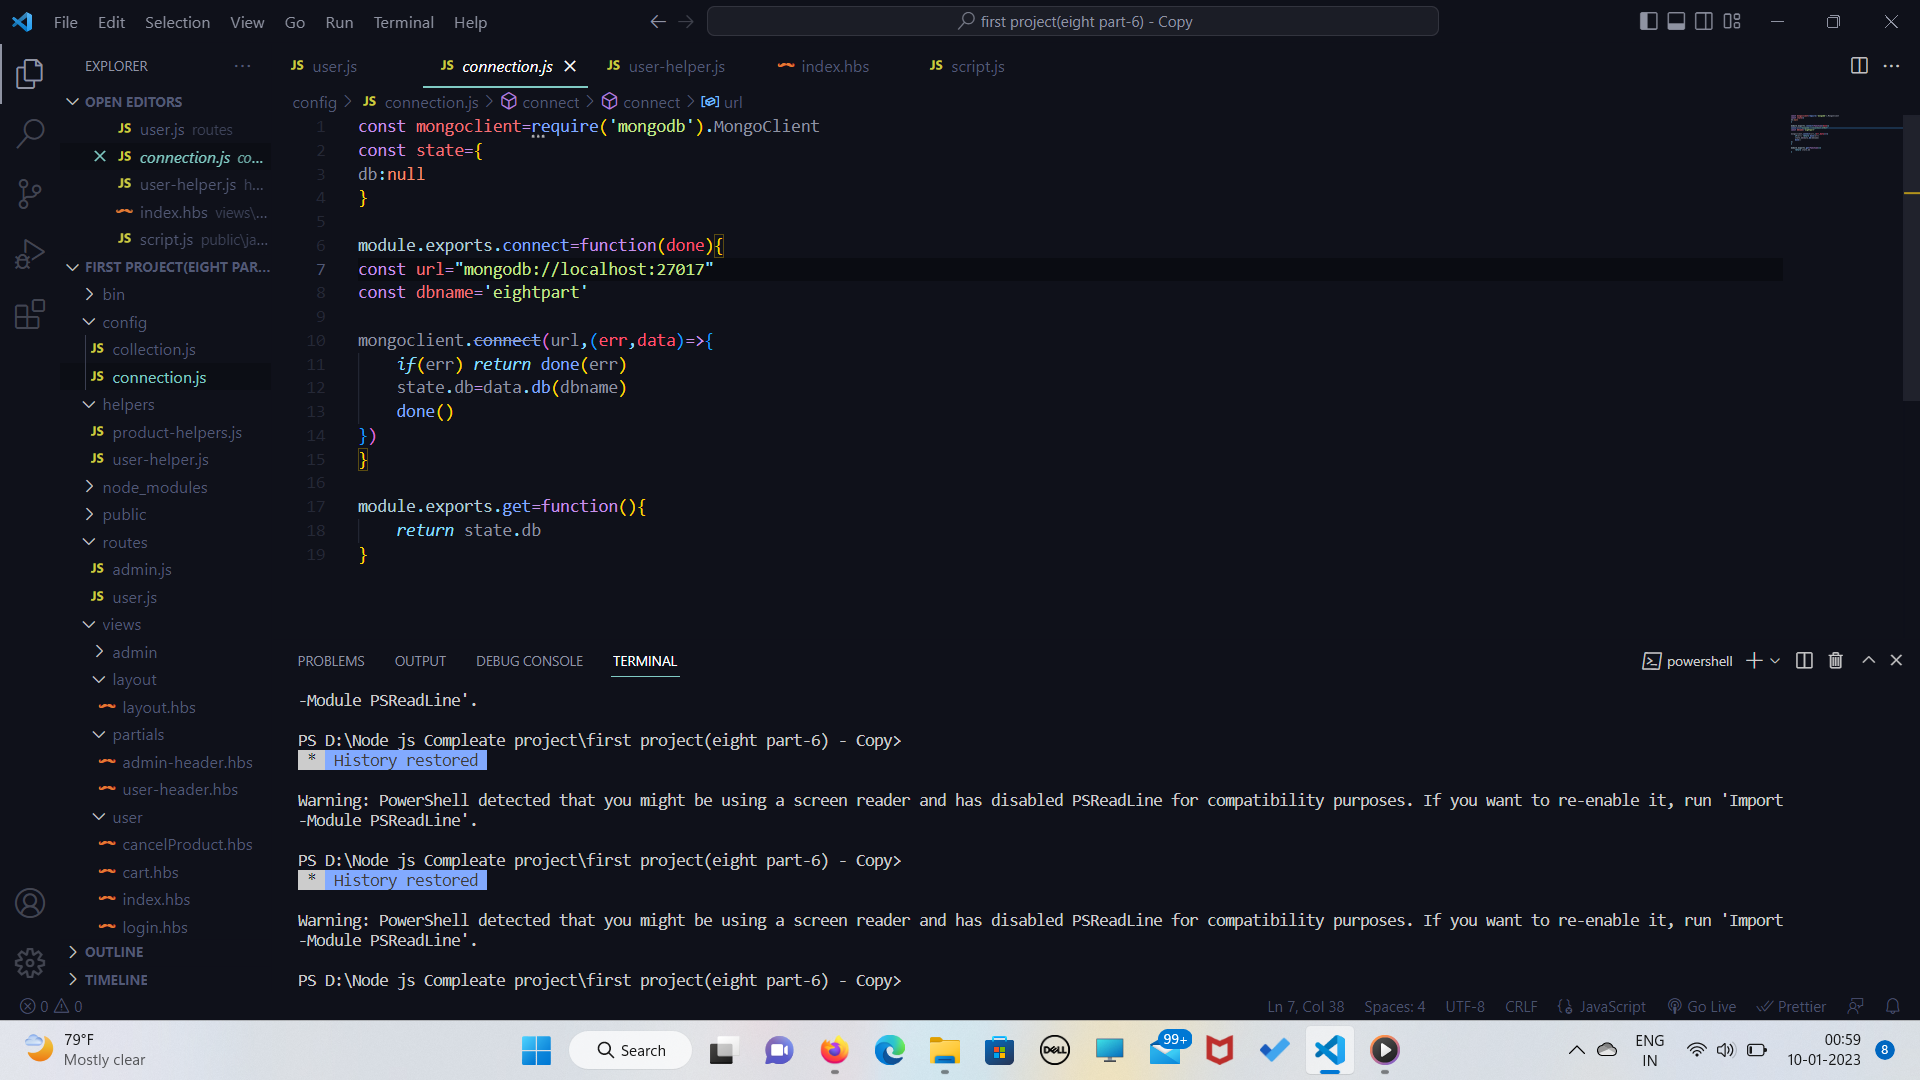 File Edit Selection View Go Run Terminal Help
first project(eight part-6) - Copy
EXPLORER
OPEN EDITORS
user.js routes
connection.js co...
user-helper.js h...
index.hbs views\...
script.js public\ja...
FIRST PROJECT(EIGHT PAR...
bin
config
collection.js
connection.js
helpers
product-helpers.js
user-helper.js
node_modules
public
routes
admin.js
user.js
views
admin
layout
layout.hbs
partials
admin-header.hbs
user-header.hbs
user
cancelProduct.hbs
cart.hbs
index.hbs
login.hbs
OUTLINE
TIMELINE
JS user.js JS connection.js JS user-helper.js index.hbs JS script.js
config > JS connection.js > connect > connect > url
1 const mongoclient=require('mongodb').MongoClient
2 const state={
3 db:null
4 }
5
6 module.exports.connect=function(done){
7 const url="mongodb://localhost:27017"
8 const dbname='eightpart'
9
10 mongoclient.connect(url,(err,data)=>{
11 if(err) return done(err)
12 state.db=data.db(dbname)
13 done()
14 })
15 }
16
17 module.exports.get=function(){
18 return state.db
19 }
PROBLEMS OUTPUT DEBUG CONSOLE TERMINAL
powershell
-Module PSReadLine'.
PS D:\Node js Compleate project\first project(eight part-6) - Copy>
* History restored
Warning: PowerShell detected that you might be using a screen reader and has disabled PSReadLine for compatibility purposes. If you want to re-enable it, run 'Import
-Module PSReadLine'.
PS D:\Node js Compleate project\first project(eight part-6) - Copy>
* History restored
Warning: PowerShell detected that you might be using a screen reader and has disabled PSReadLine for compatibility purposes. If you want to re-enable it, run 'Import
-Module PSReadLine'.
PS D:\Node js Compleate project\first project(eight part-6) - Copy>
0 0 Ln 7, Col 38 Spaces: 4 UTF-8 CRLF JavaScript Go Live Prettier
79°F
Mostly clear
Search
DELL
99+
ENG
IN
00:59
10-01-2023
8